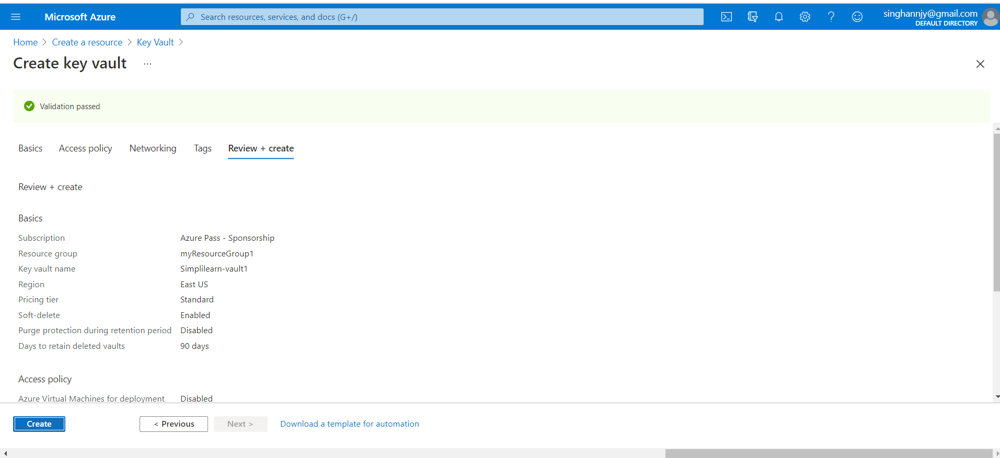 Microsoft Azure
Search resources, services, and docs (G+/)
singhannjy@gmail.com
DEFAULT DIRECTORY
Home > Create a resource > Key Vault >
Create key vault ...
Validation passed
Basics Access policy Networking Tags Review + create
Review + create
Basics
Subscription Azure Pass - Sponsorship
Resource group myResourceGroup1
Key vault name Simplilearn-vault1
Region East US
Pricing tier Standard
Soft-delete Enabled
Purge protection during retention period Disabled
Days to retain deleted vaults 90 days
Access policy
Azure Virtual Machines for deployment Disabled
Create < Previous Next > Download a template for automation